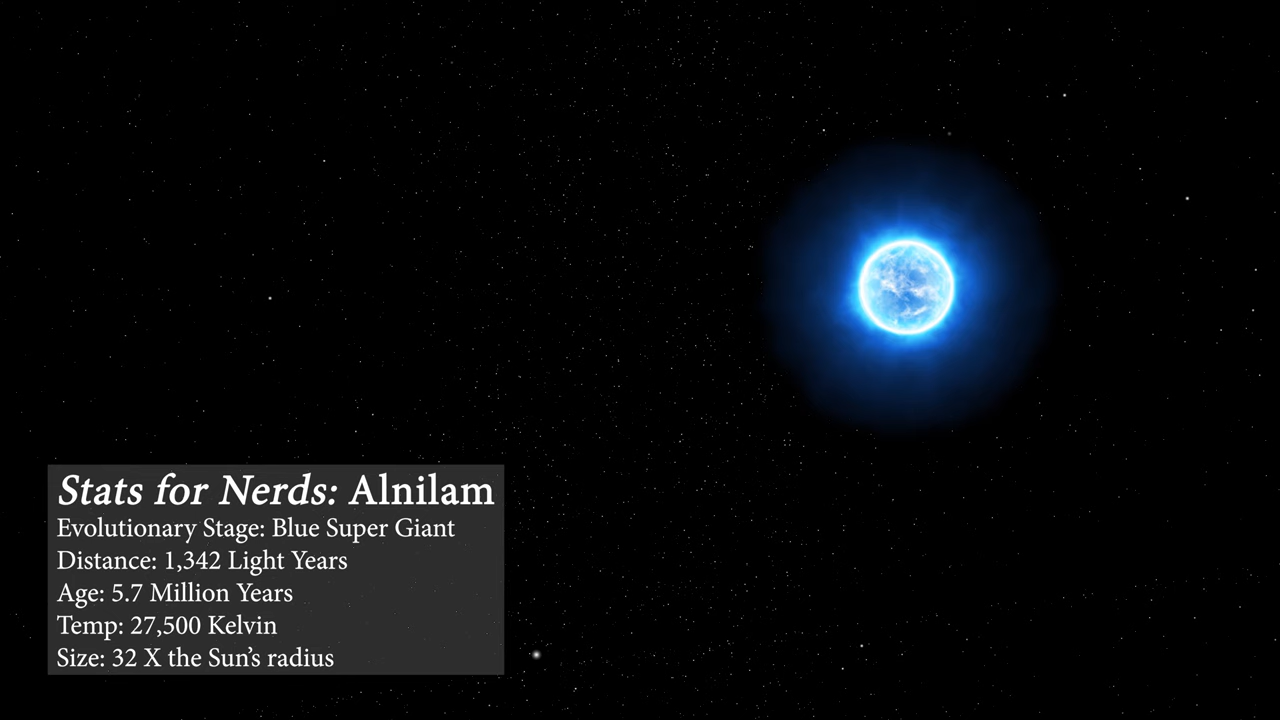 Stats for Nerds: Alnilam
Evolutionary Stage: Blue Super Giant
Distance: 1,342 Light Years
Age: 5.7 Million Years
Temp: 27,500 Kelvin
Size: 32 X the Sun's radius